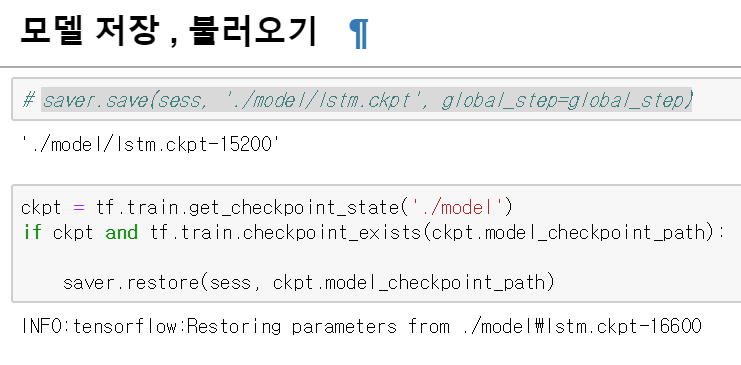 모델 저장 , 불러오기 ¶
# saver.save(sess, './model/lstm.ckpt', global_step=global_step)
'./model/lstm.ckpt-15200'
ckpt = tf.train.get_checkpoint_state('./model')
if ckpt and tf.train.checkpoint_exists(ckpt.model_checkpoint_path):
saver.restore(sess, ckpt.model_checkpoint_path)
INFO:tensorflow:Restoring parameters from ./model₩lstm.ckpt-16600